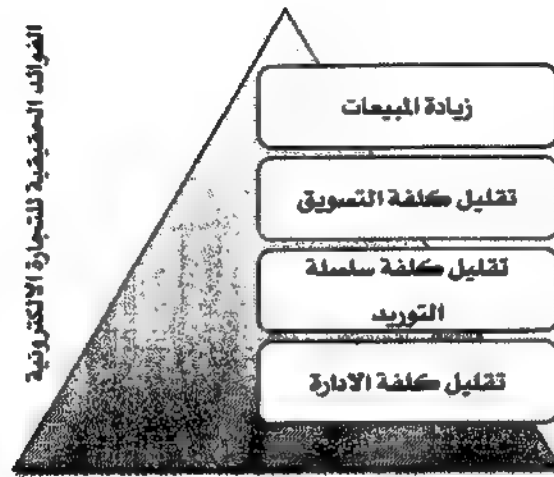 الفوائد الحقيقية للتجارة الالكترونية
زيادة المبيعات
تقليل كلفة التسويق
تقليل كلفة سلسلة
التوريد
تقليل كلفة الادارة